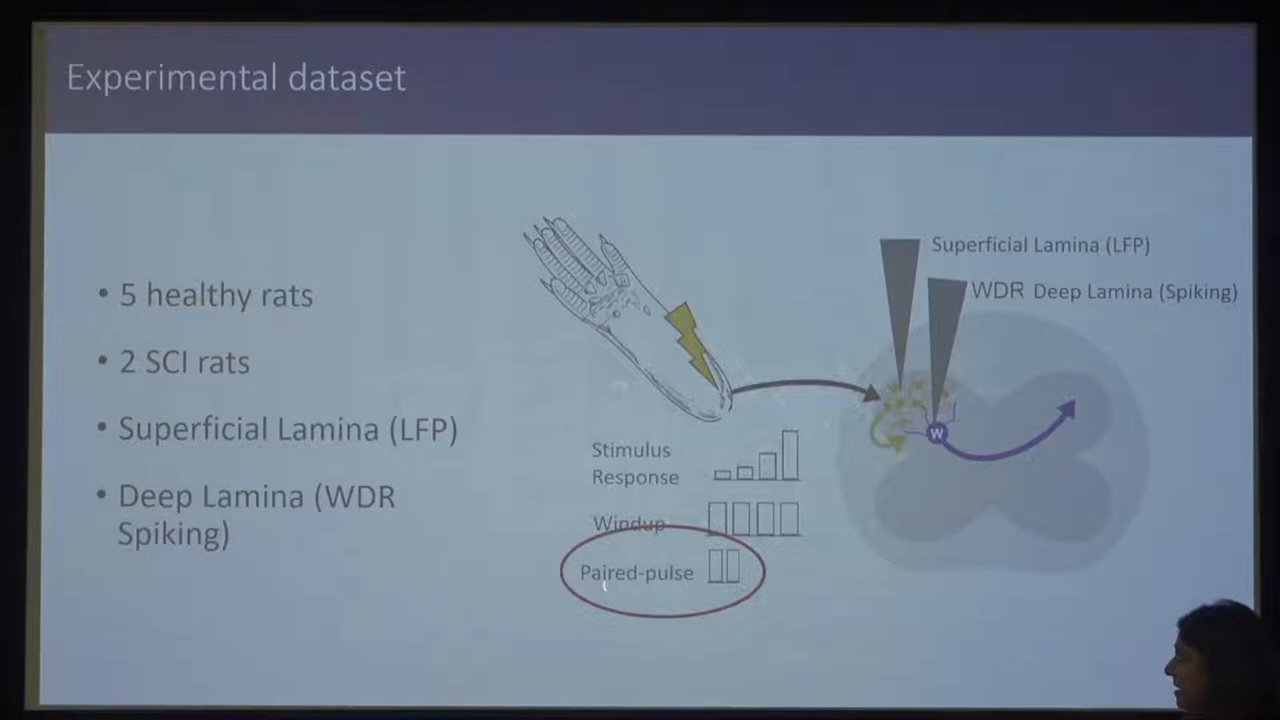 Experimental dataset
• 5 healthy rats
• 2 SCI rats
• Superficial Lamina (LFP)
• Deep Lamina (WDR
Spiking)
Superficial Lamina (LFP)
WDR Deep Lamina (Spiking)
W
Stimulus
Response
Windup
Paired-pulse